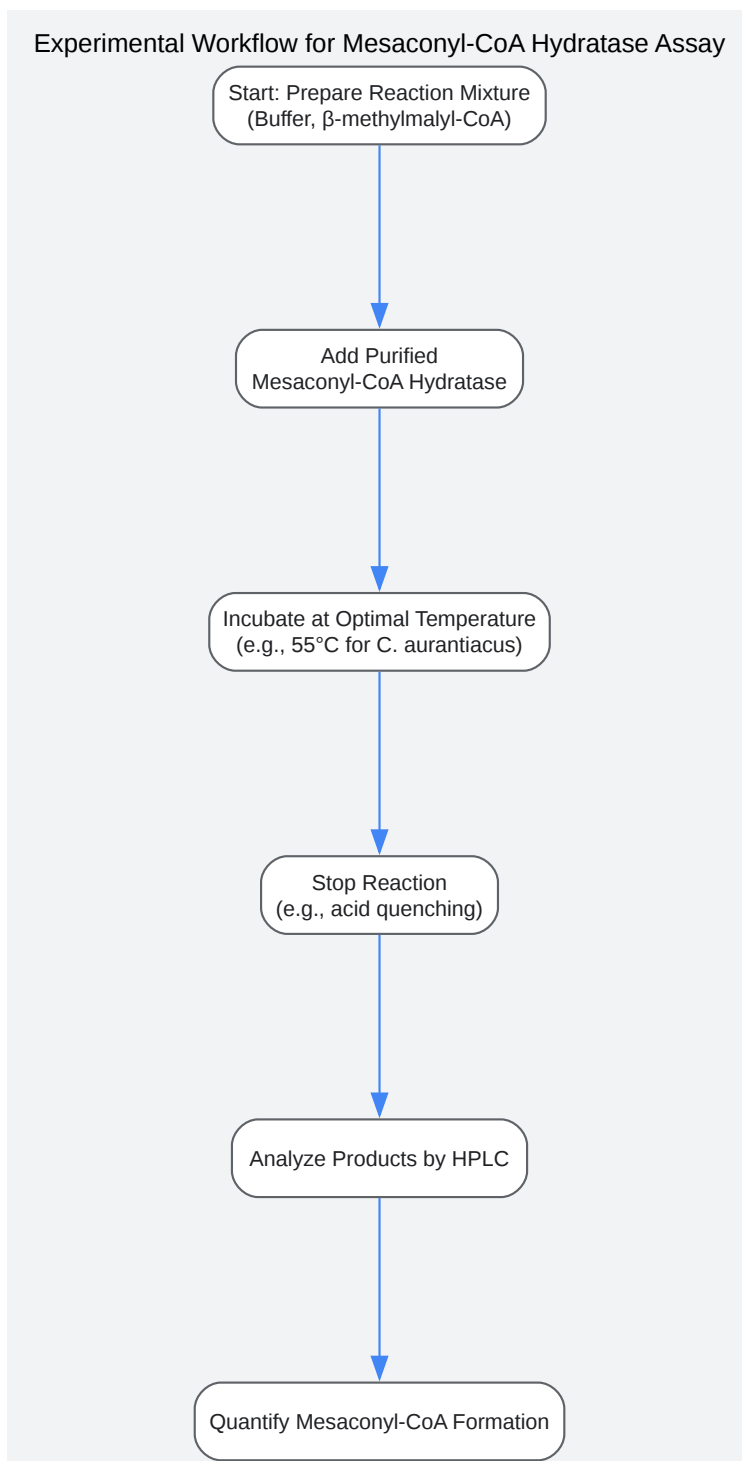 Experimental Workflow for Mesaconyl-CoA Hydratase Assay
Start: Prepare Reaction Mixture
(Buffer, β-methylmalyl-CoA)
Add Purified
Mesaconyl-CoA Hydratase
Incubate at Optimal Temperature
(e.g., 55°C for C. aurantiacus)
Stop Reaction
(e.g., acid quenching)
Analyze Products by HPLC
Quantify Mesaconyl-CoA Formation